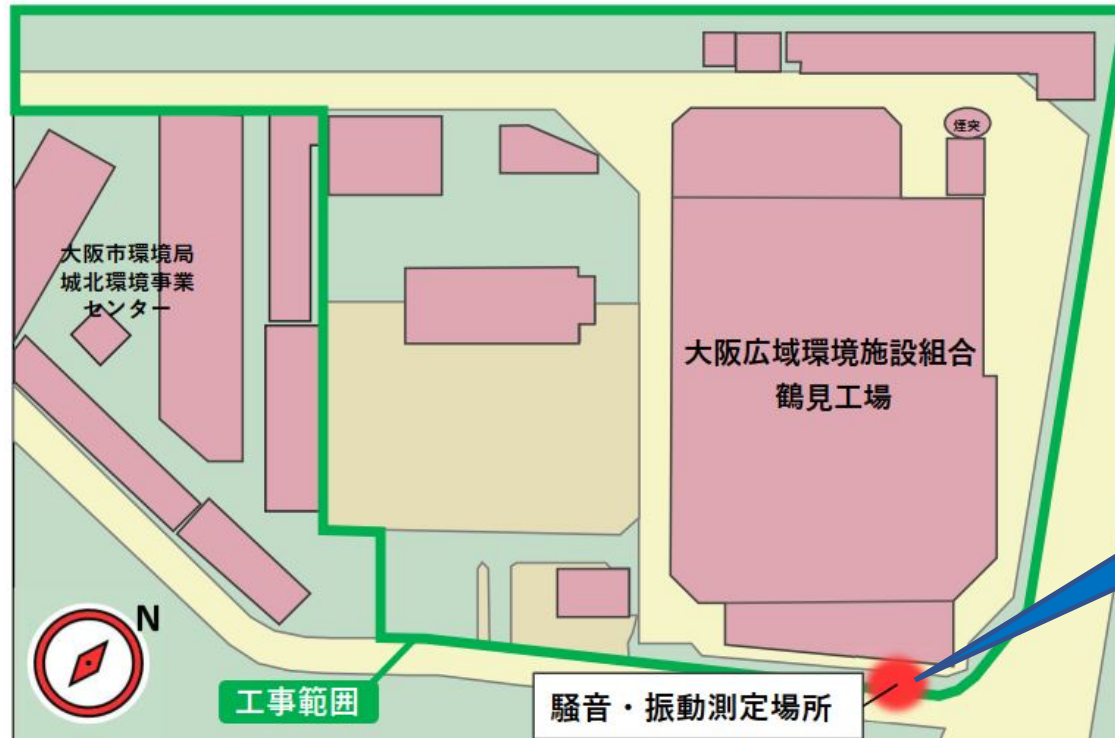 煙突
大阪市環境局
城北環境事業
センター
大阪広域環境施設組合
鶴見工場
N
工事範囲
騒音・振動測定場所